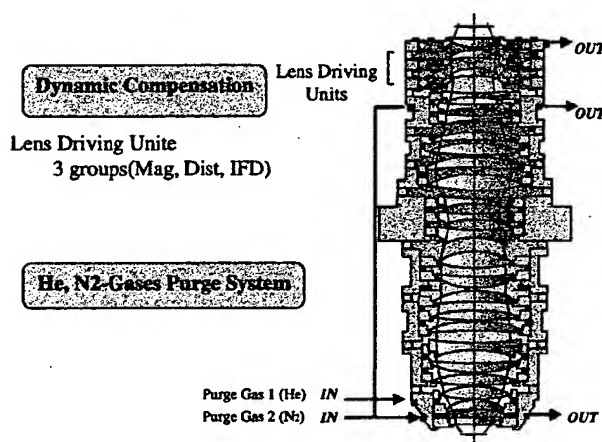 OUT
Dynamic Compensation
Lens Driving
Units
OUT
Lens Driving Unite
3 groups(Mag, Dist, IFD)
He, N2-Gases Purge System
Purge Gas 1 (He) IN
Purge Gas 2 (N2) IN
OUT